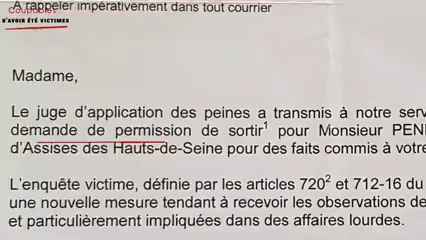 A rappeler impérativement dans tout courrier
Coupables
D'AVOIR ÉTÉ VICTIMES
Madame,
Le juge d'application des peines a transmis à notre serv
demande de permission de sortir¹ pour Monsieur PEN
d'Assises des Hauts-de-Seine pour des faits commis à votre
L'enquête victime, définie par les articles 720² et 712-16 du
une nouvelle mesure tendant à recevoir les observations de
et particulièrement impliquées dans des affaires lourdes.